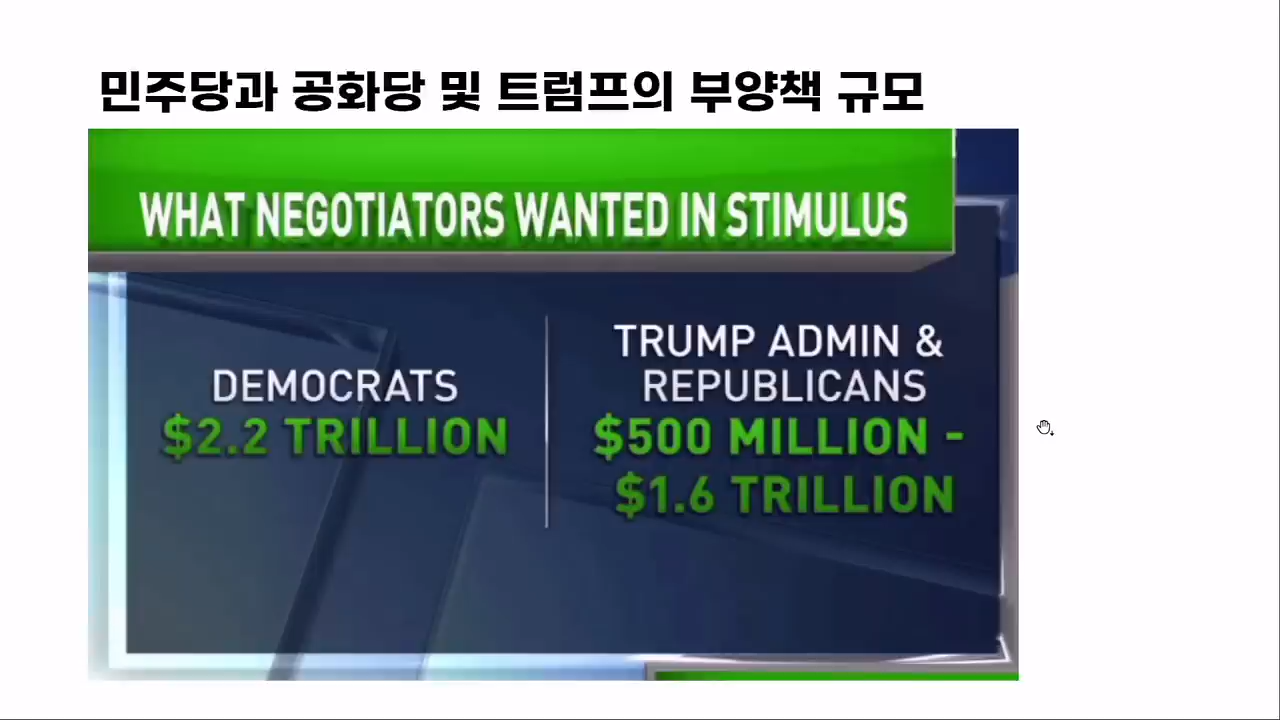 민주당과 공화당 및 트럼프의 부양책 규모
WHAT NEGOTIATORS WANTED IN STIMULUS
DEMOCRATS
$2.2 TRILLION
TRUMP ADMIN &
REPUBLICANS
$500 MILLION -
$1.6 TRILLION